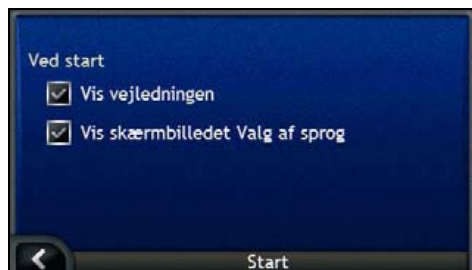 Ved start
Vis vejledningen
Vis skærmbilledet Valg af sprog
Start